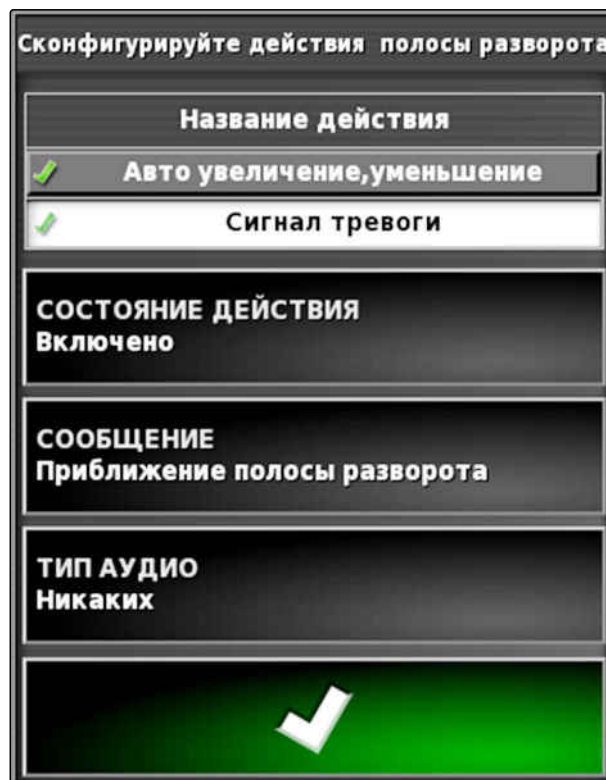 Сконфигурируйте действия полосы разворота
Название действия
Авто увеличение,уменьшение
Сигнал тревоги
СОСТОЯНИЕ ДЕЙСТВИЯ
Включено
СООБЩЕНИЕ
Приближение полосы разворота
ТИП АУДИО
Никаких